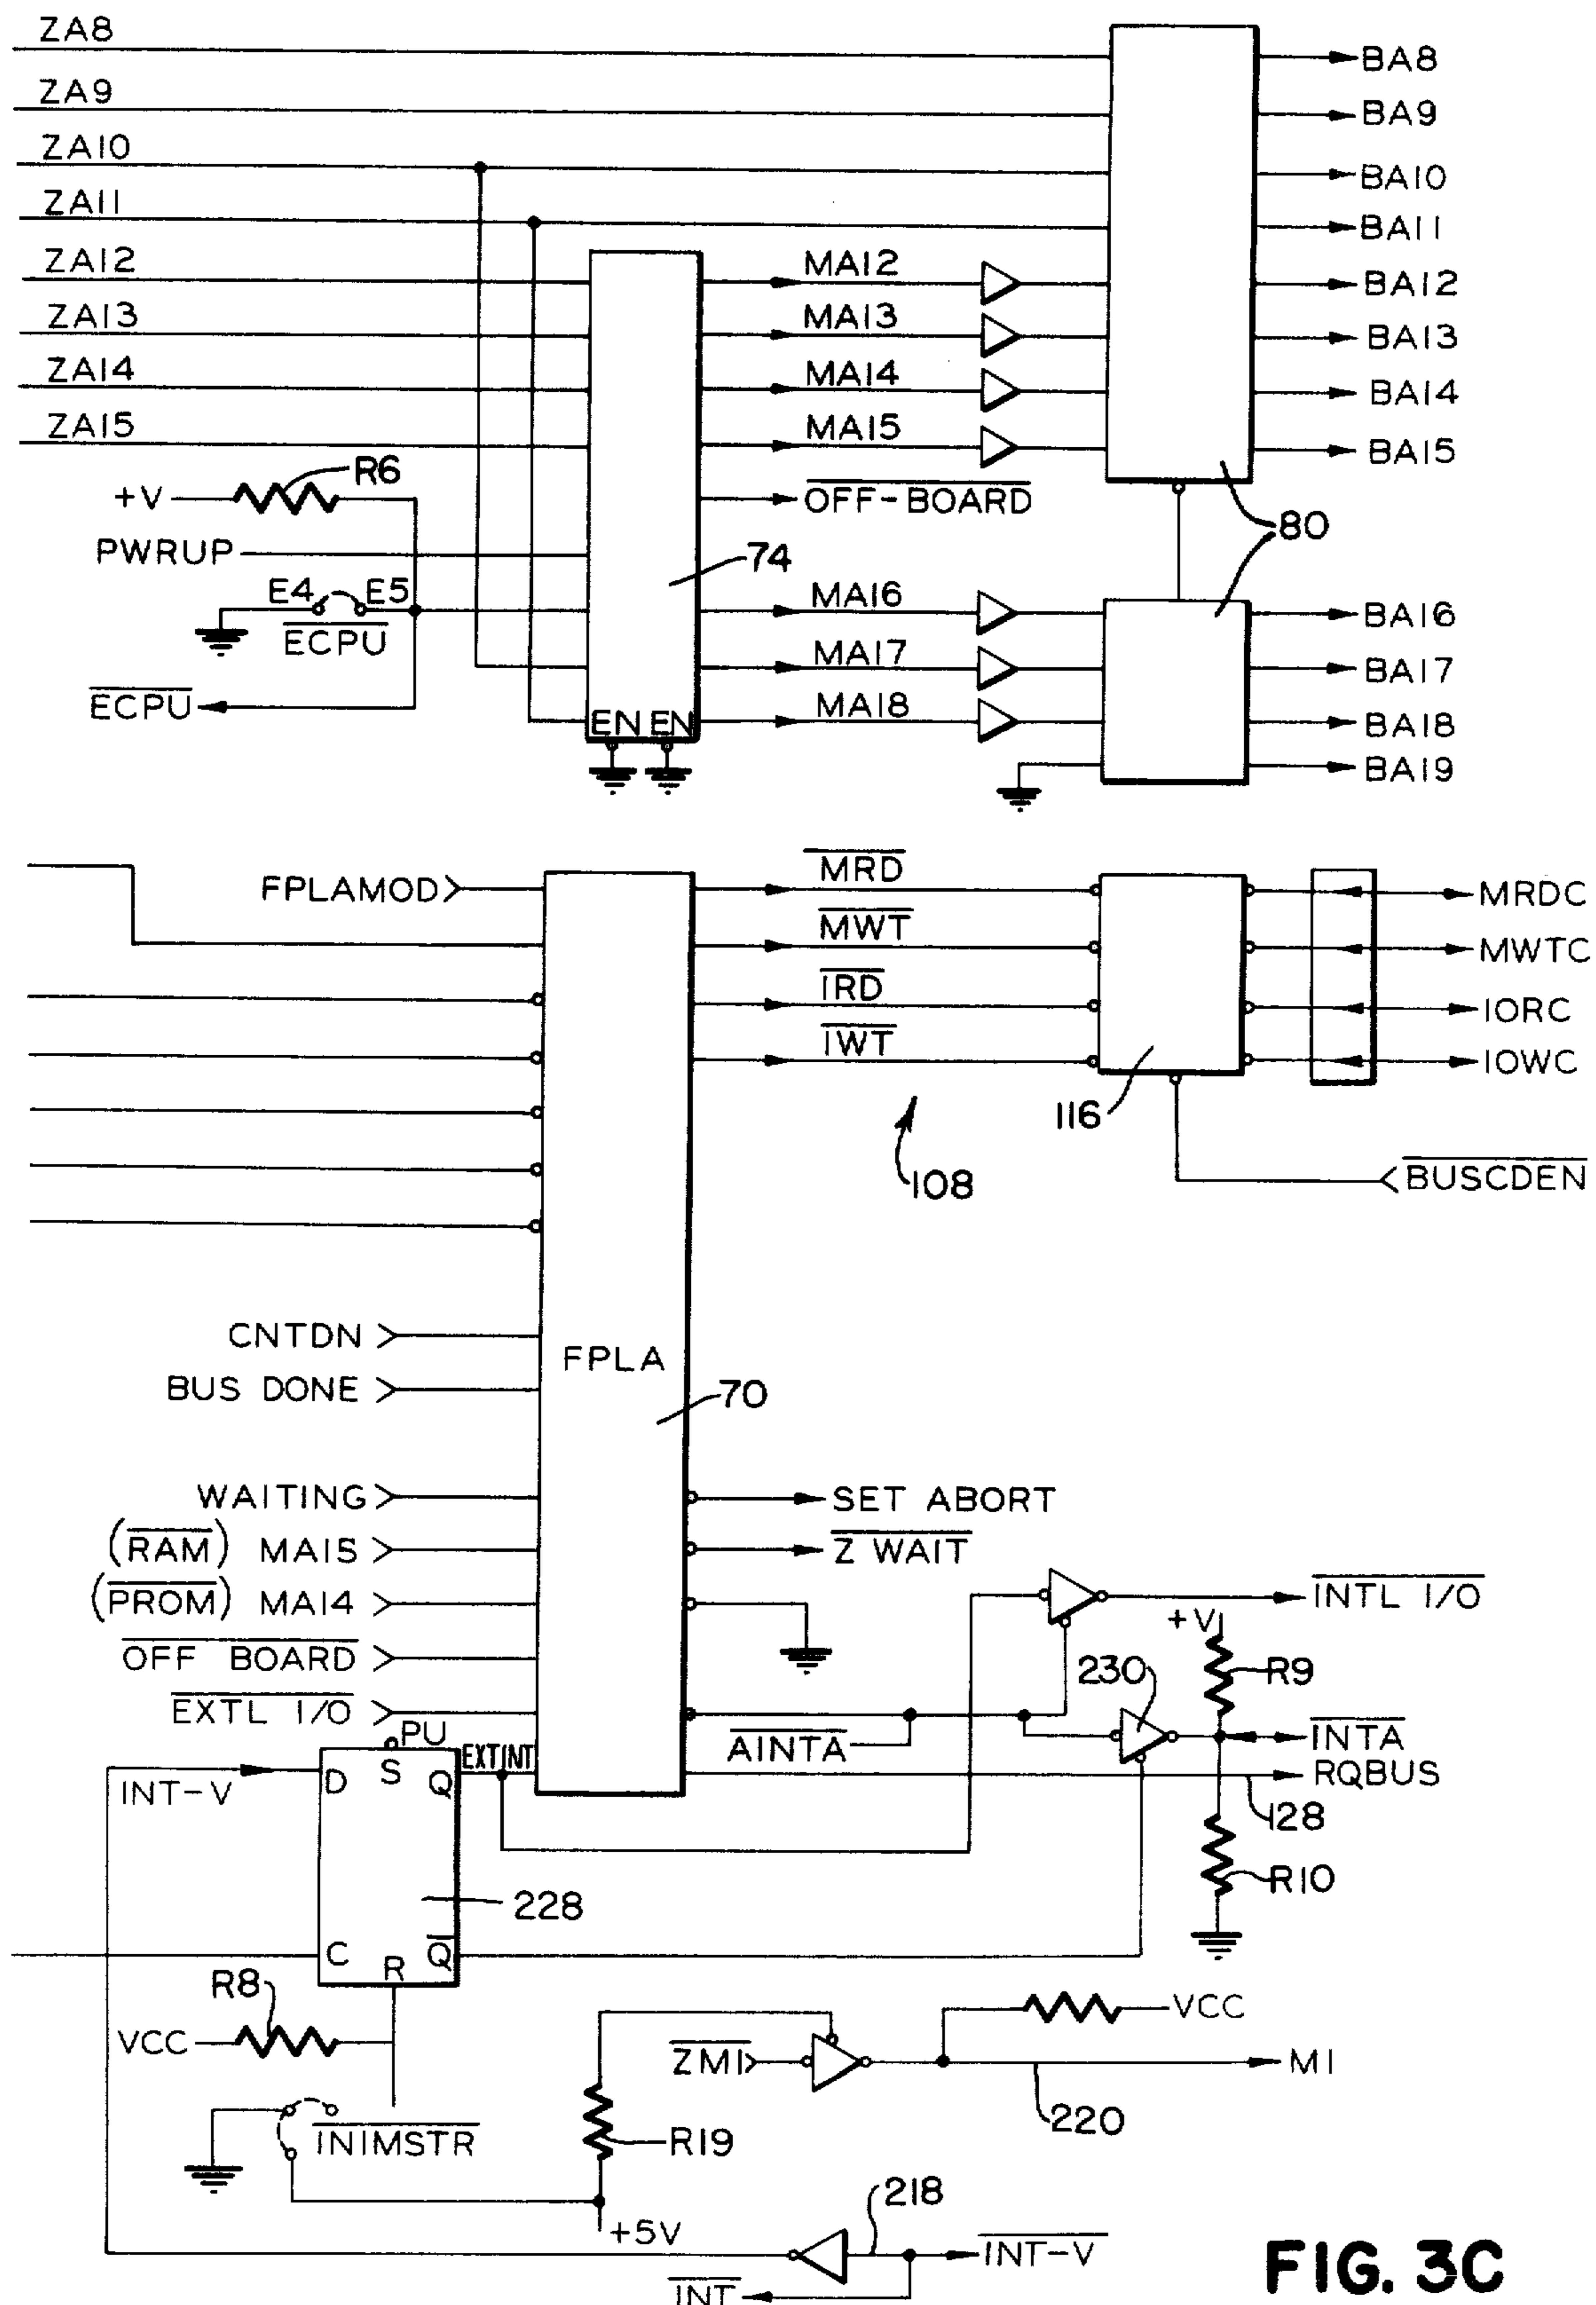 ZA8
BA8
ZA9
BA9
ZA10
BA10
ZA11
BA11
ZA12
MA12
BA12
ZA13
MA13
BA13
ZA14
MA14
BA14
ZA15
MA15
BA15
R6
+V
OFF-BOARD
80
PWRUP
74
E4 E5
MA16
BA16
ECPU
MA17
BA17
ECPU
MA18
BA18
EN EN
BA19
FPLAMOD
MRD
MRDC
MWT
MWTC
IRD
IORC
IWT
IOWC
116
108
BUSCDEN
CNTDN
FPLA
BUS DONE
70
WAITING
SET ABORT
(RAM) MA15
Z WAIT
(PROM) MA14
INTL I/O
+V
OFF BOARD
230
R9
EXTL I/O
PU
AINTA
INTA
EXTINT
D S Q
INT-V
RQBUS
128
R10
228
C R Q
R8
VCC
VCC
ZM1
M1
INIMSTR
R19
220
+5V
218
INT-V
INT
FIG. 3C